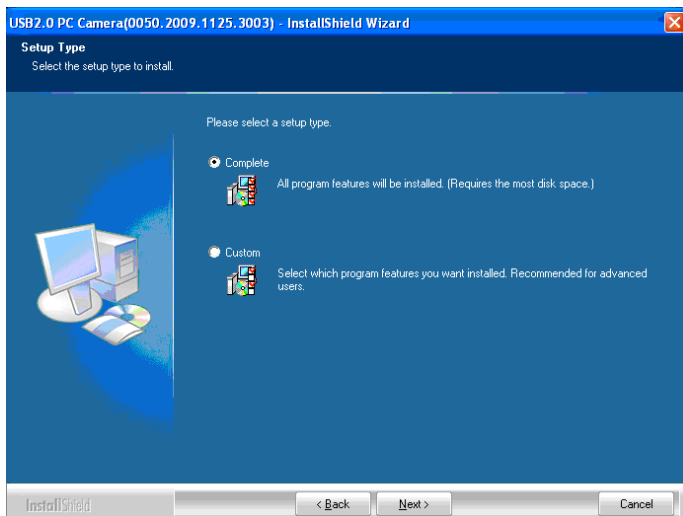 USB2.0 PC Camera(0050.2009.1125.3003) - InstallShield Wizard
Setup Type
Select the setup type to install.
Please select a setup type.
Complete
All program features will be installed. (Requires the most disk space.)
Custom
Select which program features you want installed. Recommended for advanced
users.
InstallShield
< Back
Next >
Cancel